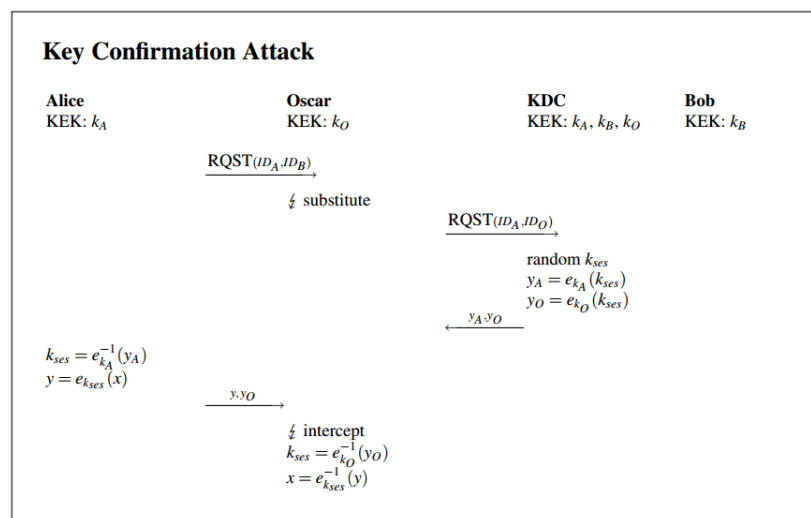 Key Confirmation Attack
Alice Oscar KDC Bob
KEK: k_A KEK: k_O KEK: k_A, k_B, k_O KEK: k_B
RQST(ID_A,ID_B)
↯ substitute
RQST(ID_A,ID_O)
random k_ses
y_A = e_{k_A}(k_ses)
y_O = e_{k_O}(k_ses)
y_A,y_O
k_ses = e^{-1}_{k_A}(y_A)
y = e_{k_ses}(x)
y,y_O
↯ intercept
k_ses = e^{-1}_{k_O}(y_O)
x = e^{-1}_{k_ses}(y)